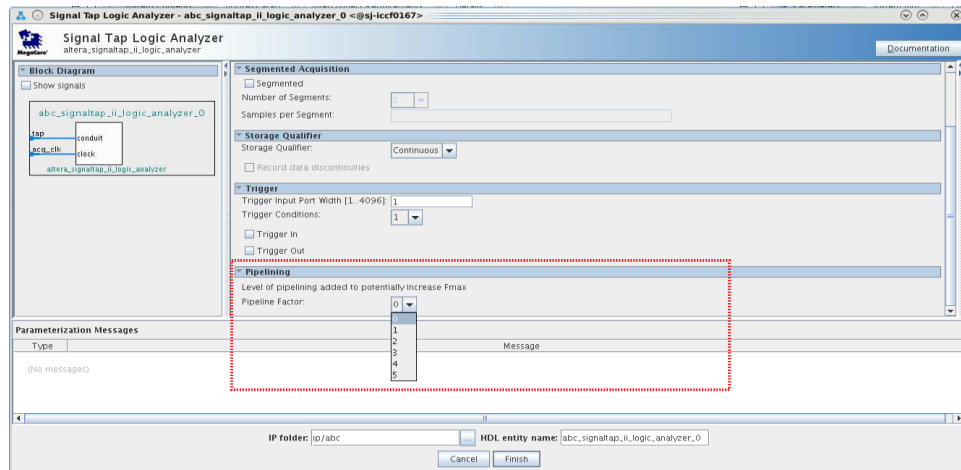 Signal Tap Logic Analyzer - abc_signaltap_ii_logic_analyzer_0 <@sj-iccf0167>
Signal Tap Logic Analyzer
altera_signaltap_ii_logic_analyzer
MegaCore'
Documentation
Block Diagram
Show signals
abc_signaltap_ii_logic_analyzer_0
tap
conduit
acq_clk
clock
altera_signaltap_ii_logic_analyzer
Segmented Acquisition
Segmented
Number of Segments:
2
Samples per Segment:
Storage Qualifier
Storage Qualifier:
Continuous
Record data discontinuities
Trigger
Trigger Input Port Width [1..4096]:
1
Trigger Conditions:
1
Trigger In
Trigger Out
Pipelining
Level of pipelining added to potentially increase Fmax
Pipeline Factor:
0
0
1
2
3
4
5
Parameterization Messages
Type
Message
(No messages)
IP folder:
ip/abc
...
HDL entity name:
abc_signaltap_ii_logic_analyzer_0
Cancel
Finish